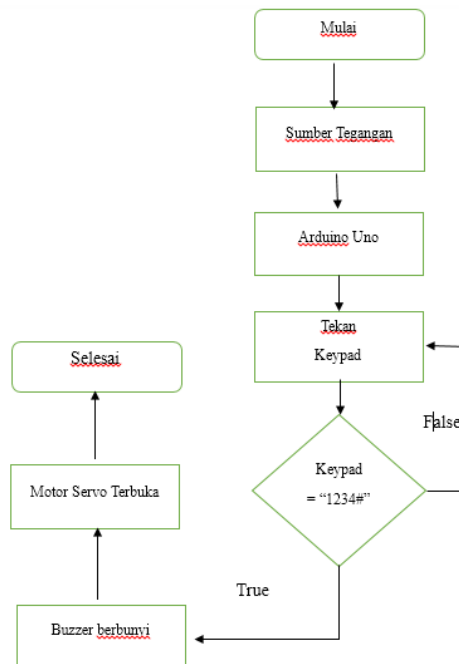 Mulai
Sumber Tegangan
Arduino Uno
Tekan
Keypad
Keypad
= “1234#”
False
True
Buzzer berbunyi
Motor Servo Terbuka
Selesai